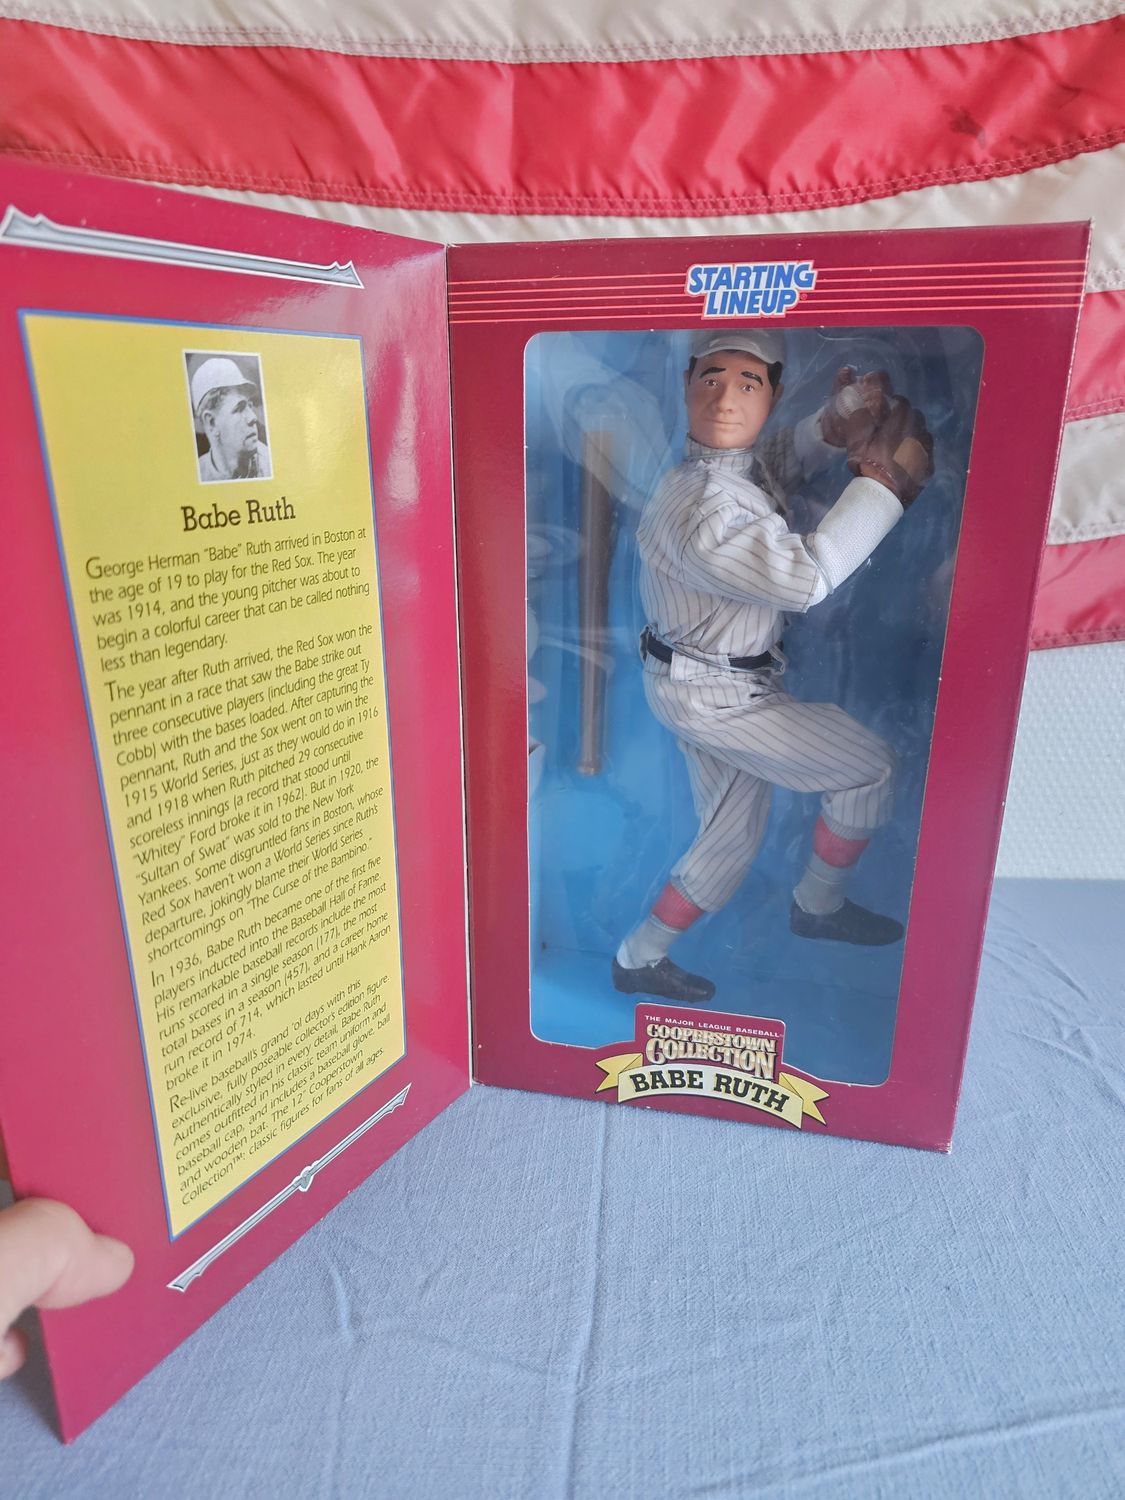 Babe Ruth
George Herman "Babe" Ruth arrived in Boston at
the age of 19 to play for the Red Sox. The year
was 1914, and the young pitcher was about to
begin a colorful career that can be called nothing
less than legendary.
The year after Ruth arrived, the Red Sox won the
pennant in a race that saw the Babe strike out
three consecutive players (including the great Ty
Cobb) with the bases loaded. After capturing the
pennant, Ruth and the Sox went on to win the
1915 World Series, just as they would do in 1916
and 1918 when Ruth pitched 29 consecutive
scoreless innings (a record that stood until
"Whitey" Ford broke it in 1962). But in 1920, the
"Sultan of Swat" was sold to the New York
Yankees. Some disgruntled fans in Boston, whose
Red Sox haven't won a World Series since Ruth's
departure, jokingly blame their World Series
shortcomings on "The Curse of the Bambino."
In 1936, Babe Ruth became one of the first five
players inducted into the Baseball Hall of Fame.
His remarkable baseball records include the most
runs scored in a single season (177), the most
total bases in a season (457), and a career home
run record of 714, which lasted until Hank Aaron
broke it in 1974.
Re-live baseball's grand 'ol days with this
exclusive, fully poseable collector's edition figure.
Authentically styled in every detail, Babe Ruth
comes outfitted in his classic team uniform and
baseball cap, and includes a baseball glove, ball
and wooden bat. The 12" Cooperstown
Collection™: classic figures for fans of all ages.
STARTING
LINEUP
THE MAJOR LEAGUE BASEBALL
COOPERSTOWN
COLLECTION
BABE RUTH